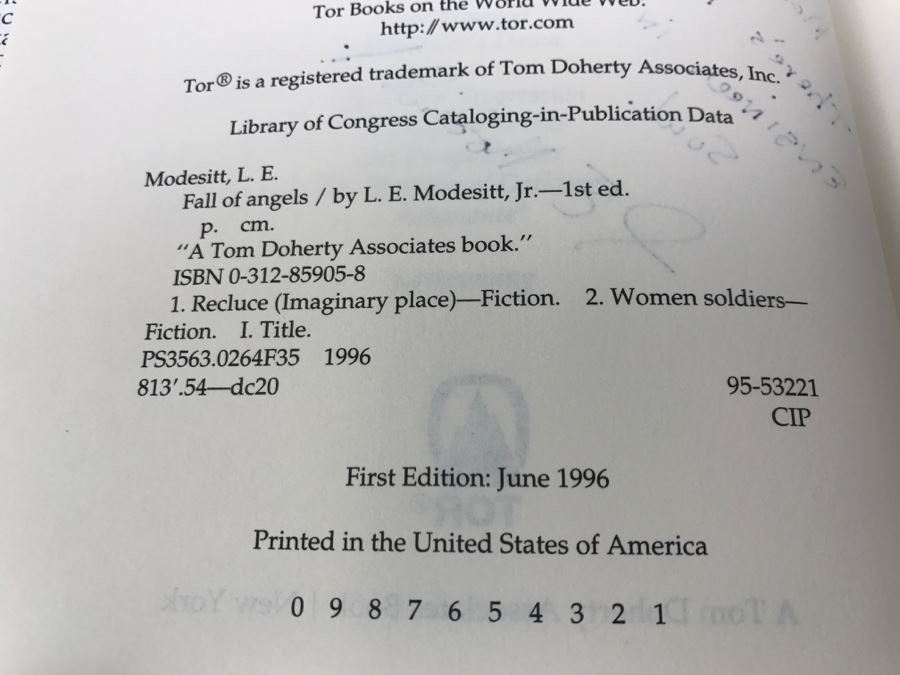 Tor Books on the World Wide Web:
http://www.tor.com
Tor® is a registered trademark of Tom Doherty Associates, Inc.
Library of Congress Cataloging-in-Publication Data
Modesitt, L. E.
Fall of angels / by L. E. Modesitt, Jr.—1st ed.
p. cm.
"A Tom Doherty Associates book."
ISBN 0-312-85905-8
1. Recluce (Imaginary place)—Fiction. 2. Women soldiers—
Fiction. I. Title.
PS3563.0264F35 1996
813'.54—dc20 95-53221
CIP
First Edition: June 1996
Printed in the United States of America
0 9 8 7 6 5 4 3 2 1